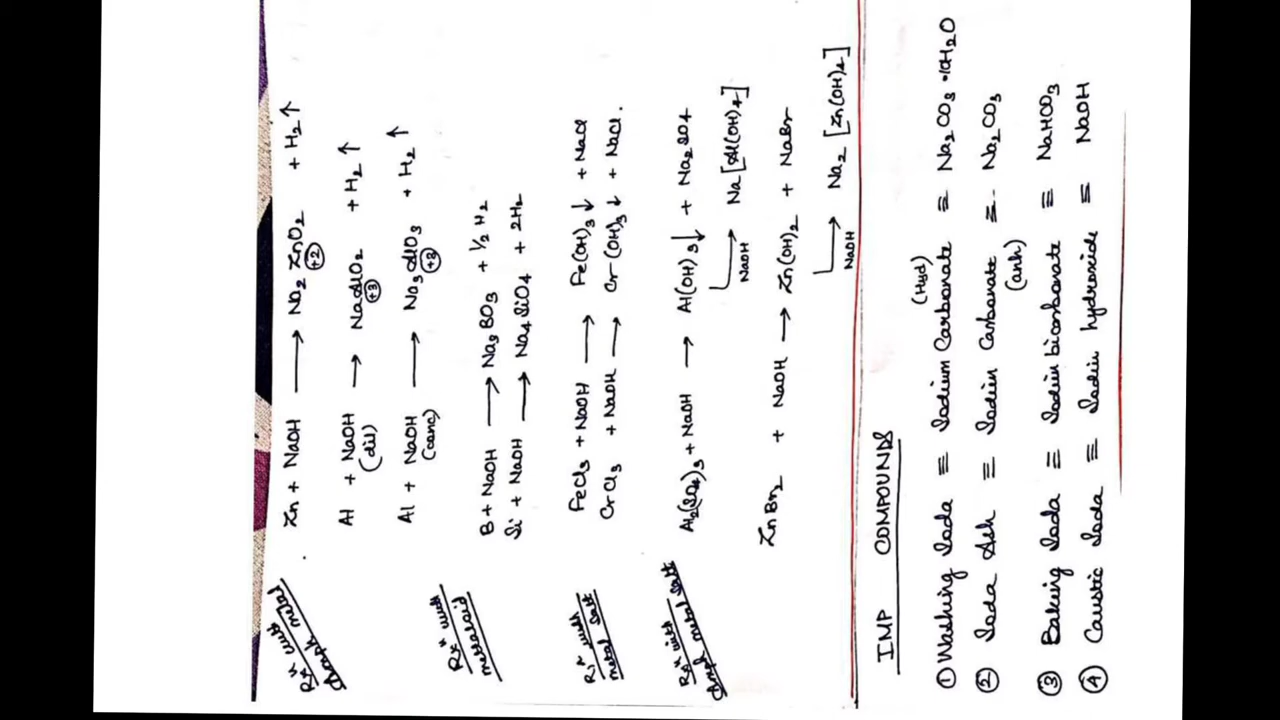 Rxⁿ with
Amph metal
Zn + NaOH ⟶ Na₂ZnO₂ + H₂↑
(+2)
Al + NaOH ⟶ NaAlO₂ + H₂↑
(dil) (+3)
Al + NaOH ⟶ Na₃AlO₃ + H₂↑
(conc) (+3)
Rxⁿ with
metalloid
B + NaOH ⟶ Na₃BO₃ + 1/2 H₂
Si + NaOH ⟶ Na₄SiO₄ + 2H₂
Rxⁿ with
metal salt
FeCl₃ + NaOH ⟶ Fe(OH)₃↓ + NaCl
CrCl₃ + NaOH ⟶ Cr(OH)₃↓ + NaCl.
Rxⁿ with
Amph metal salt
Al₂(SO₄)₃ + NaOH ⟶ Al(OH)₃↓ + Na₂SO₄
NaOH Na[Al(OH)₄]
ZnBr₂ + NaOH ⟶ Zn(OH)₂ + NaBr
NaOH Na₂[Zn(OH)₄]
IMP COMPOUNDS
(Hyd)
① Washing Soda ≡ Sodium Carbonate ≡ Na₂CO₃·10H₂O
② Soda Ash ≡ Sodium Carbonate ≡ Na₂CO₃
(anh)
③ Baking Soda ≡ Sodium bicarbonate ≡ NaHCO₃
④ Caustic Soda ≡ Sodium hydroxide ≡ NaOH